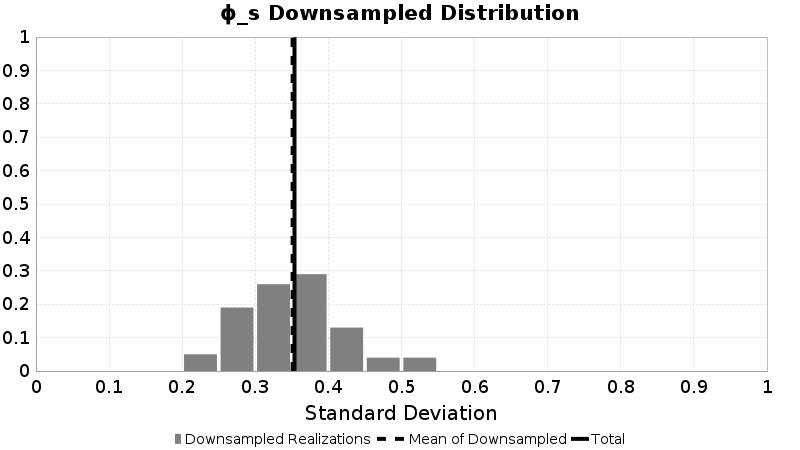 ϕ_s Downsampled Distribution
1
0.9
0.8
0.7
0.6
0.5
0.4
0.3
0.2
0.1
0
0 0.1 0.2 0.3 0.4 0.5 0.6 0.7 0.8 0.9 1
Standard Deviation
Downsampled Realizations Mean of Downsampled Total